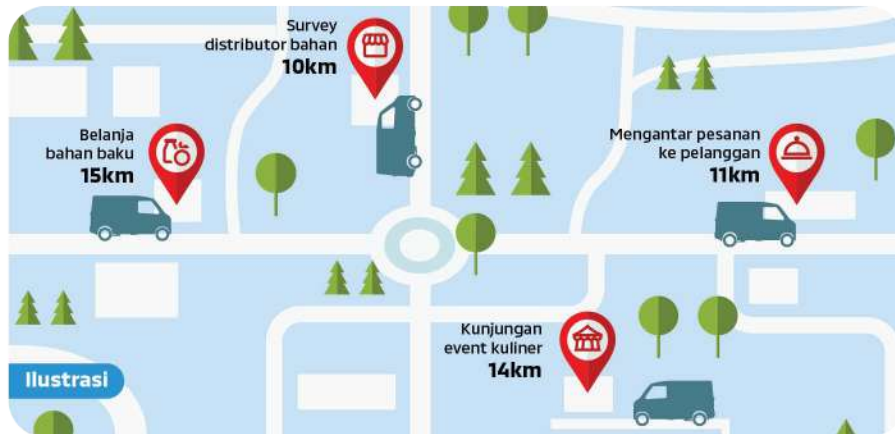 Survey
distributor bahan
10km
Belanja
bahan baku
15km
Mengantar pesanan
ke pelanggan
11km
Kunjungan
event kuliner
14km
Ilustrasi